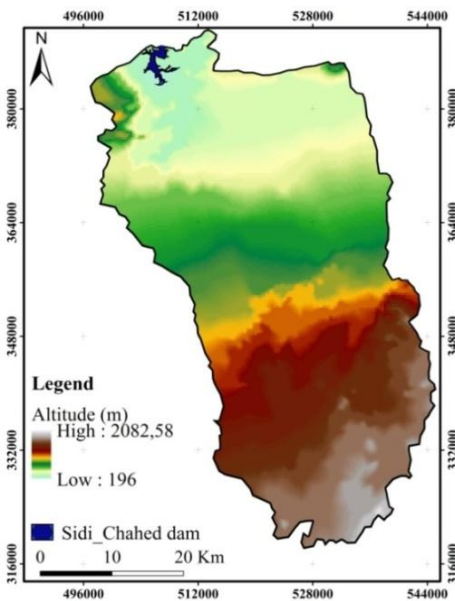 496000 512000 528000 544000
N
380000 380000
364000 364000
348000 348000
Legend
Altitude (m)
High : 2082,58
332000 332000
Low : 196
Sidi_Chahed dam
0 10 20 Km
316000 316000
496000 512000 528000 544000